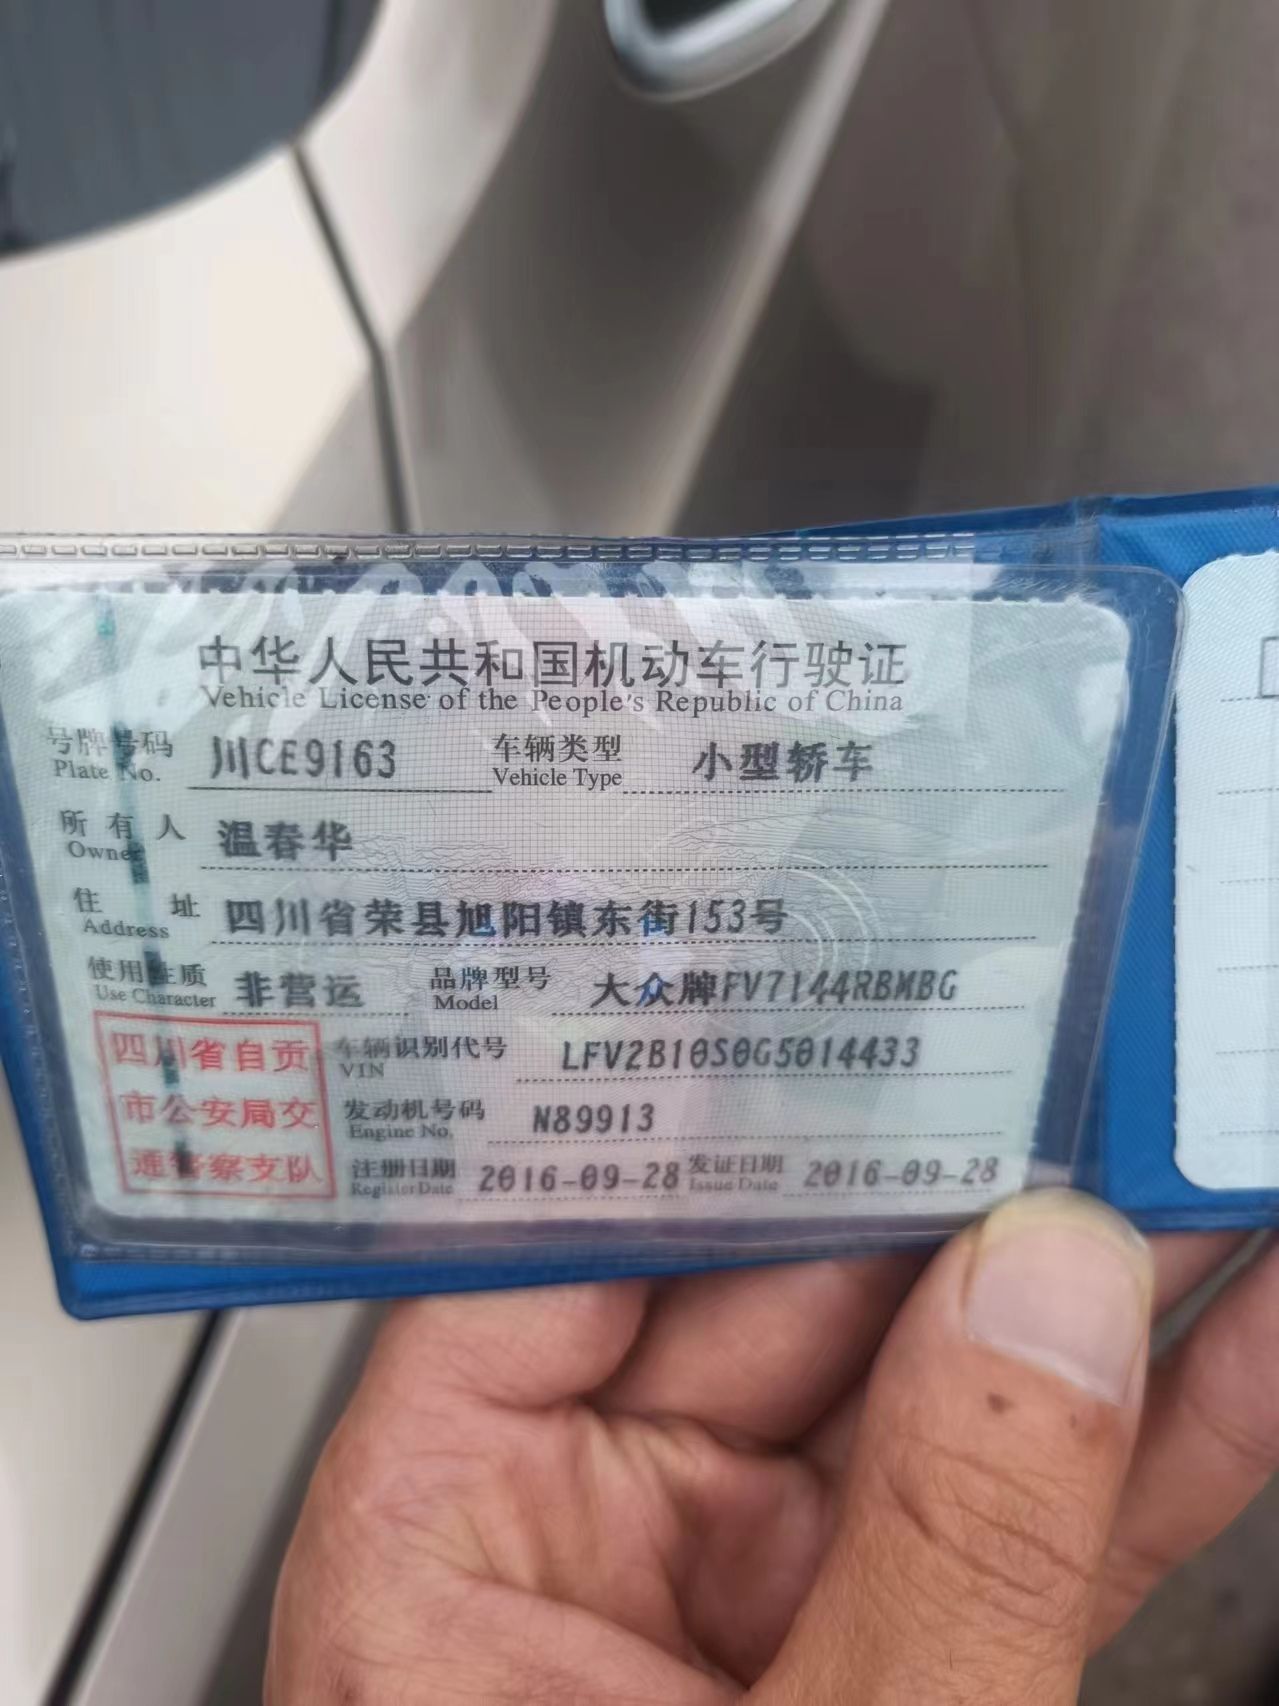 中华人民共和国机动车行驶证
Vehicle License of the People's Republic of China
号牌号码 川CE9163 车辆类型 小型轿车
Plate No. Vehicle Type
所有人 温春华
Owner
住址 四川省荣县旭阳镇东街153号
Address
使用性质 非营运 品牌型号 大众牌FV7144RBMBG
Use Character Model
四川省自贡 车辆识别代号 LFV2B10S0G5014433
VIN
市公安局交 发动机号码 N89913
Engine No.
通警察支队 注册日期 2016-09-28 发证日期 2016-09-28
Register Date Issue Date